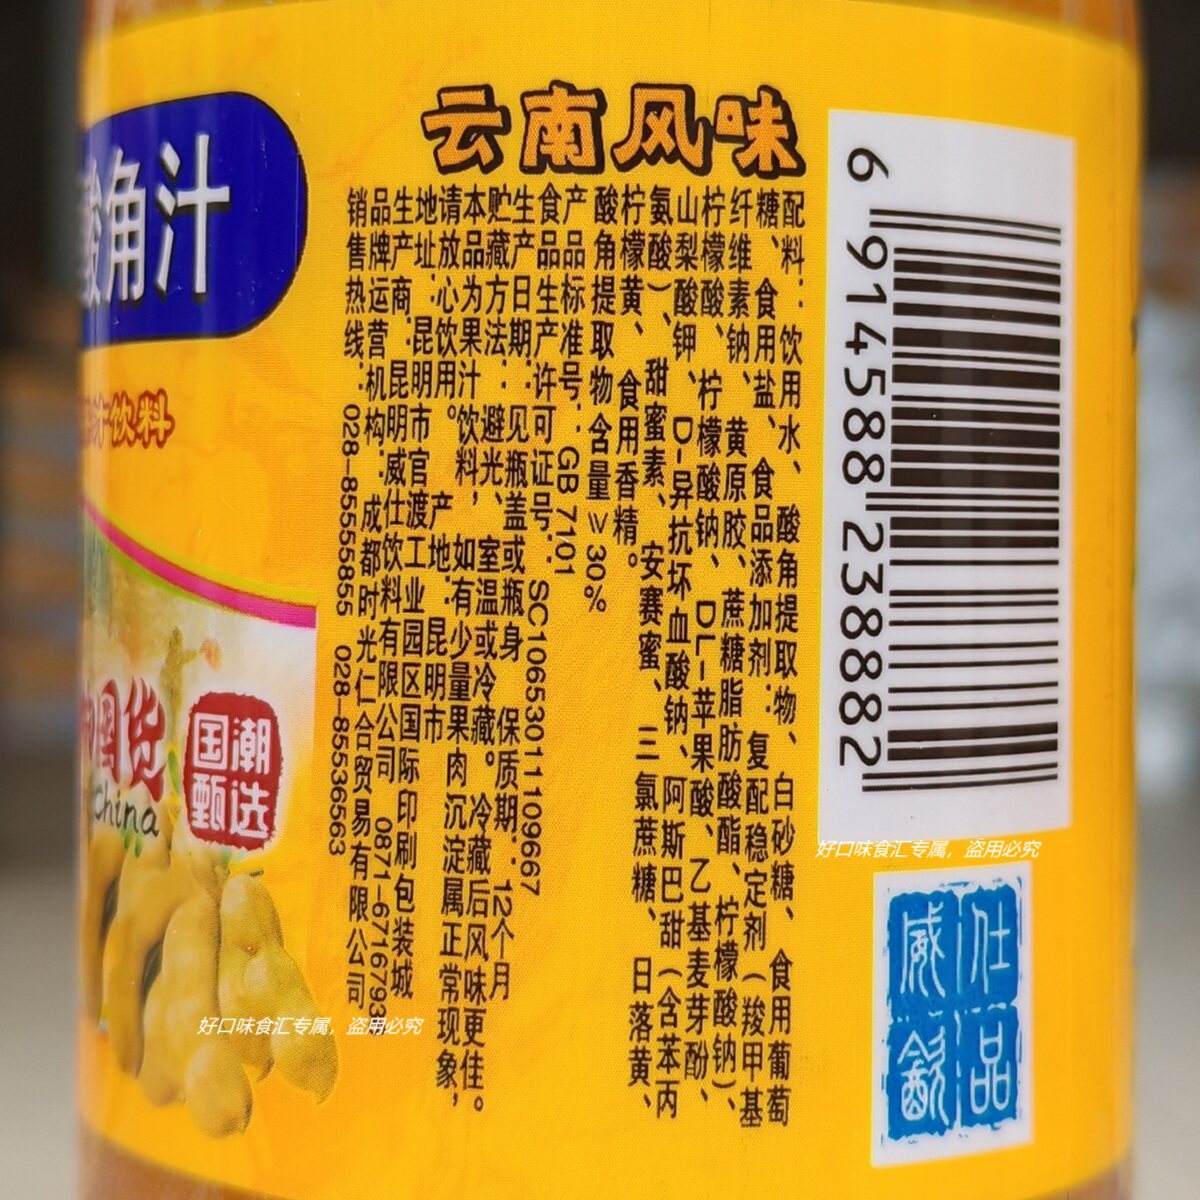 云南风味
配料：饮用水、酸角提取物、白砂糖、食用葡萄
糖、食用盐、食品添加剂：复配稳定剂（羧甲基
纤维素钠、黄原胶、蔗糖脂肪酸酯、柠檬酸钠）、
柠檬酸、柠檬酸钠、DL-苹果酸、乙基麦芽酚、
山梨酸钾、D-异抗坏血酸钠、阿斯巴甜（含苯丙
氨酸）、甜蜜素、安赛蜜、三氯蔗糖、日落黄、
柠檬黄、食用香精。
酸角提取物含量≥30%
产品标准号：GB 7101
食品生产许可证号：SC10653011109667
生产日期：见瓶盖或瓶身 保质期：12个月
贮藏方法：避光、室温或冷藏。冷藏后风味更佳。
本品为果汁饮料，如有少量果肉沉淀属正常现象，
请放心饮用。 产地：昆明市
地址：昆明市官渡工业园区国际印刷包装城
生产商：昆明威仕饮料有限公司 0871-67167938
品牌运营机构：成都时光仁合贸易有限公司
销售热线：028-85555855 028-85536563
6 914588 238882
酸角汁
汁饮料
国货
China
国潮
甄选
威仕
饮品
好口味食汇专属，盗用必究
好口味食汇专属，盗用必究